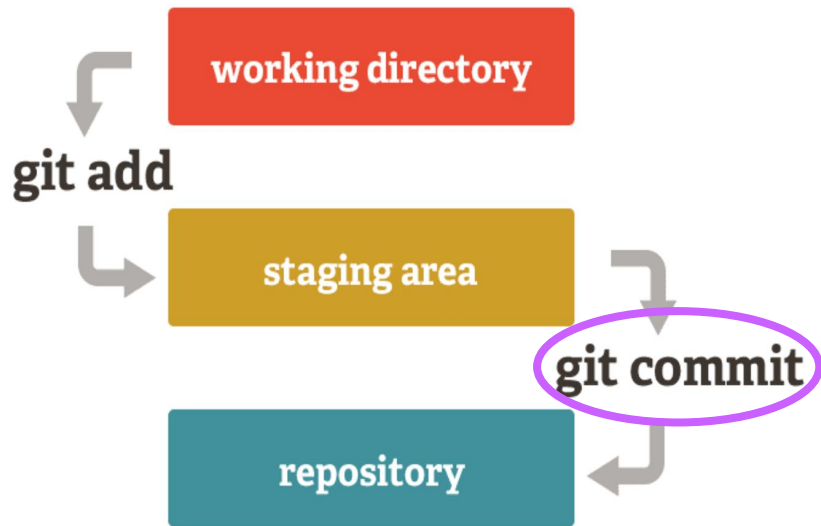 working directory
git add
staging area
git commit
repository